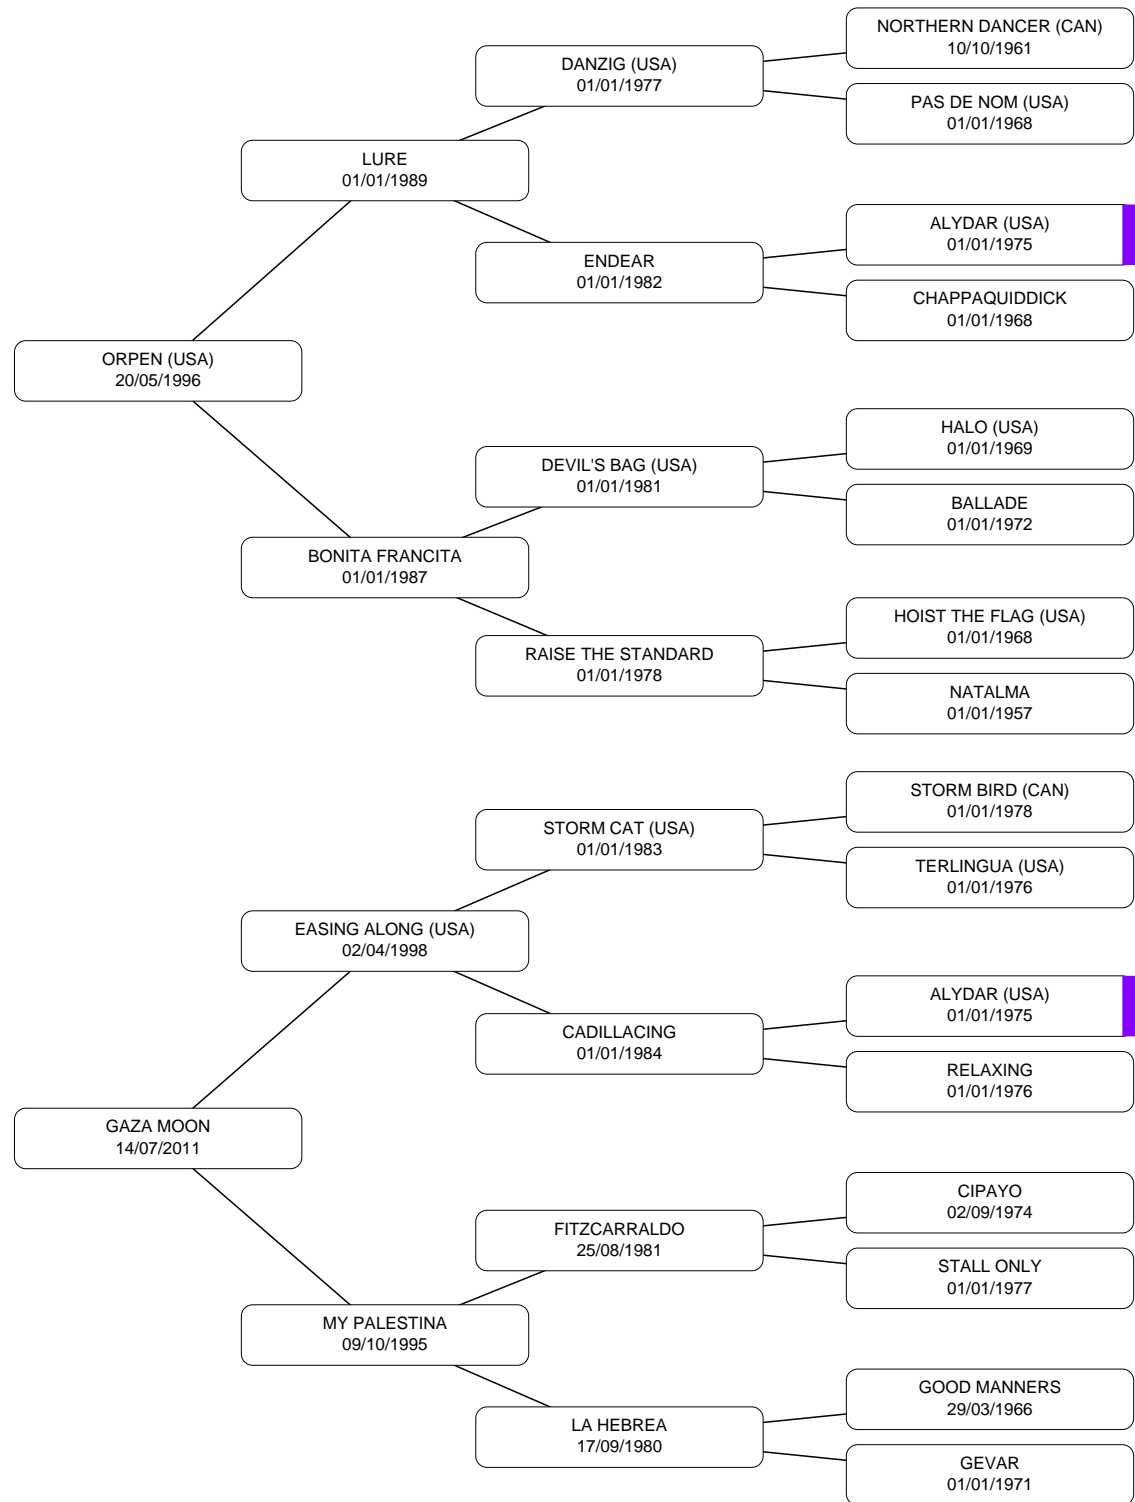 NORTHERN DANCER (CAN)
10/10/1961
DANZIG (USA)
01/01/1977
PAS DE NOM (USA)
01/01/1968
LURE
01/01/1989
ALYDAR (USA)
01/01/1975
ENDEAR
01/01/1982
CHAPPAQUIDDICK
01/01/1968
ORPEN (USA)
20/05/1996
HALO (USA)
01/01/1969
DEVIL'S BAG (USA)
01/01/1981
BALLADE
01/01/1972
BONITA FRANCITA
01/01/1987
HOIST THE FLAG (USA)
01/01/1968
RAISE THE STANDARD
01/01/1978
NATALMA
01/01/1957
STORM BIRD (CAN)
01/01/1978
STORM CAT (USA)
01/01/1983
TERLINGUA (USA)
01/01/1976
EASING ALONG (USA)
02/04/1998
ALYDAR (USA)
01/01/1975
CADILLACING
01/01/1984
RELAXING
01/01/1976
GAZA MOON
14/07/2011
CIPAYO
02/09/1974
FITZCARRALDO
25/08/1981
STALL ONLY
01/01/1977
MY PALESTINA
09/10/1995
GOOD MANNERS
29/03/1966
LA HEBREA
17/09/1980
GEVAR
01/01/1971